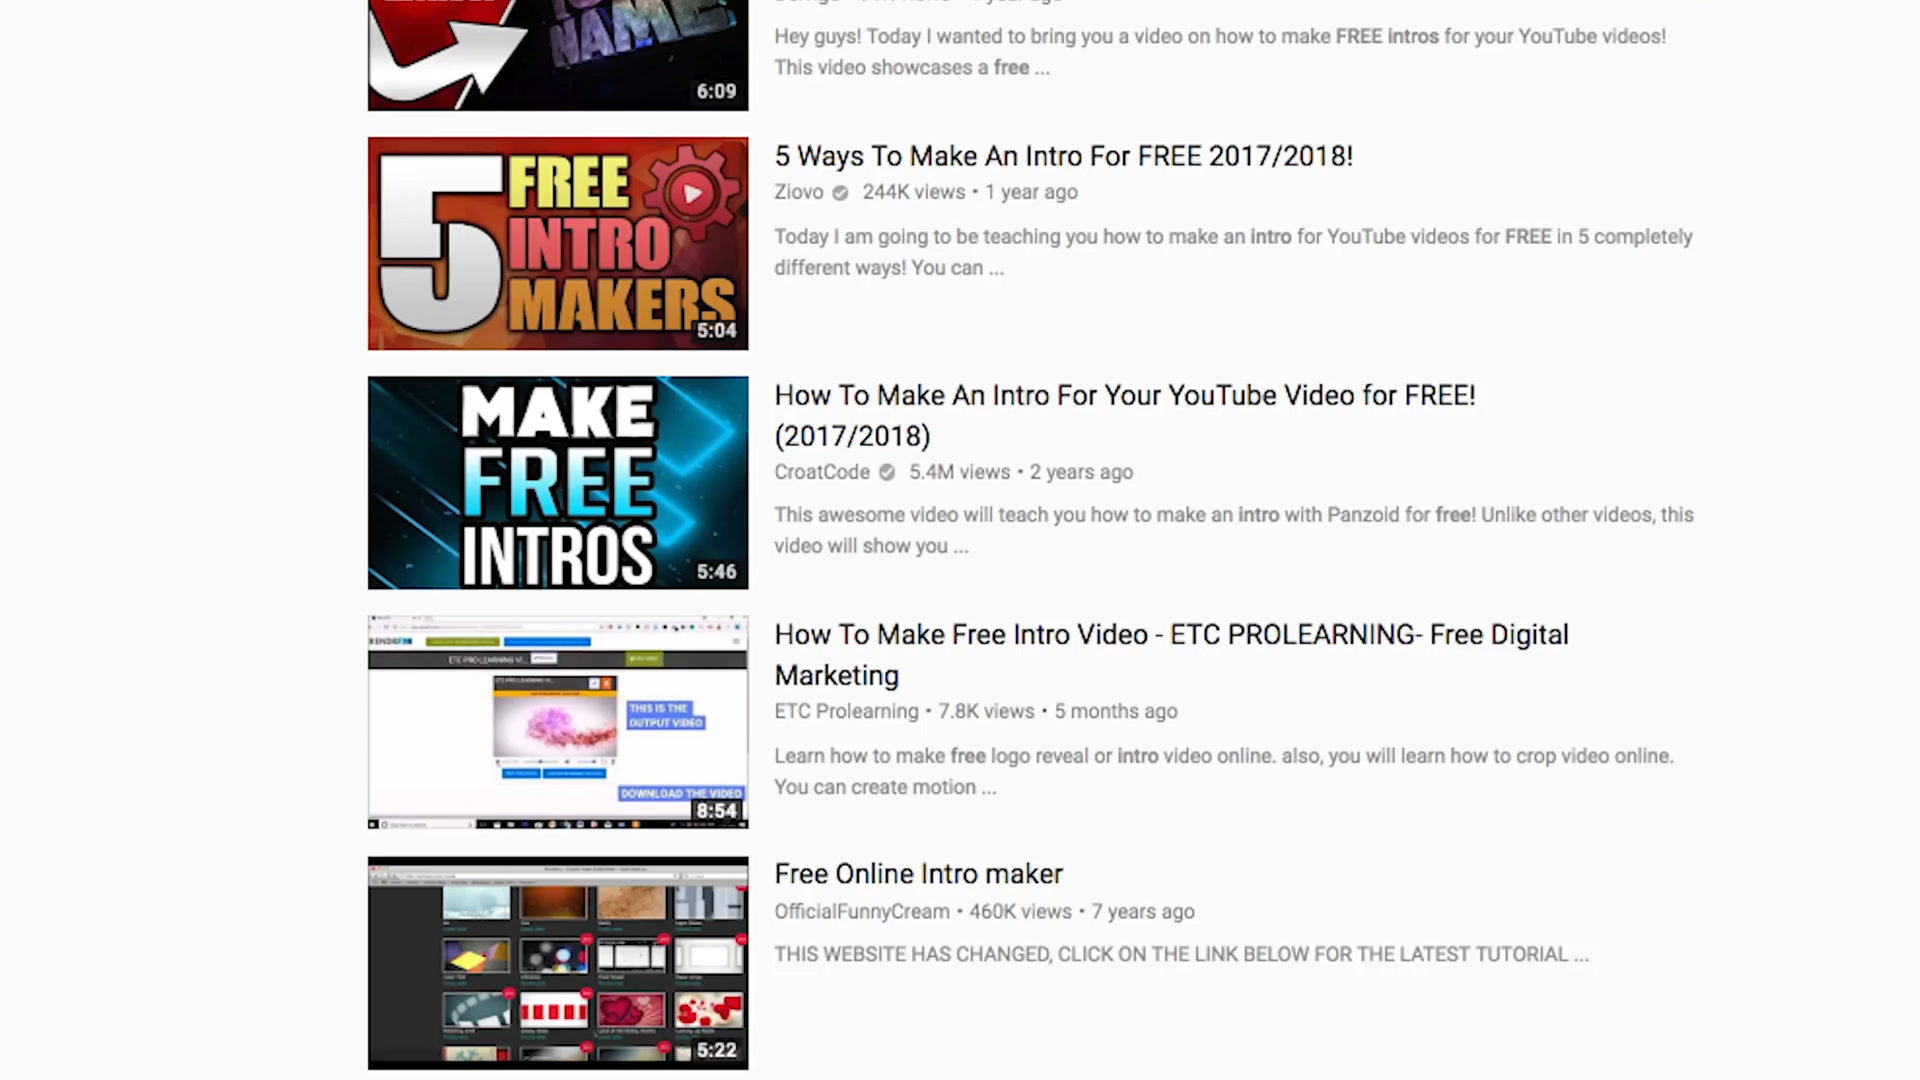 NAME
6:09
Hey guys! Today I wanted to bring you a video on how to make FREE intros for your YouTube videos!
This video showcases a free ...
5 FREE
INTRO
MAKERS
5:04
5 Ways To Make An Intro For FREE 2017/2018!
Ziovo 244K views • 1 year ago
Today I am going to be teaching you how to make an intro for YouTube videos for FREE in 5 completely
different ways! You can ...
MAKE
FREE
INTROS
5:46
How To Make An Intro For Your YouTube Video for FREE!
(2017/2018)
CroatCode 5.4M views • 2 years ago
This awesome video will teach you how to make an intro with Panzoid for free! Unlike other videos, this
video will show you ...
THIS IS THE
OUTPUT VIDEO
DOWNLOAD THE VIDEO
8:54
How To Make Free Intro Video - ETC PROLEARNING- Free Digital
Marketing
ETC Prolearning • 7.8K views • 5 months ago
Learn how to make free logo reveal or intro video online. also, you will learn how to crop video online.
You can create motion ...
5:22
Free Online Intro maker
OfficialFunnyCream • 460K views • 7 years ago
THIS WEBSITE HAS CHANGED, CLICK ON THE LINK BELOW FOR THE LATEST TUTORIAL ...